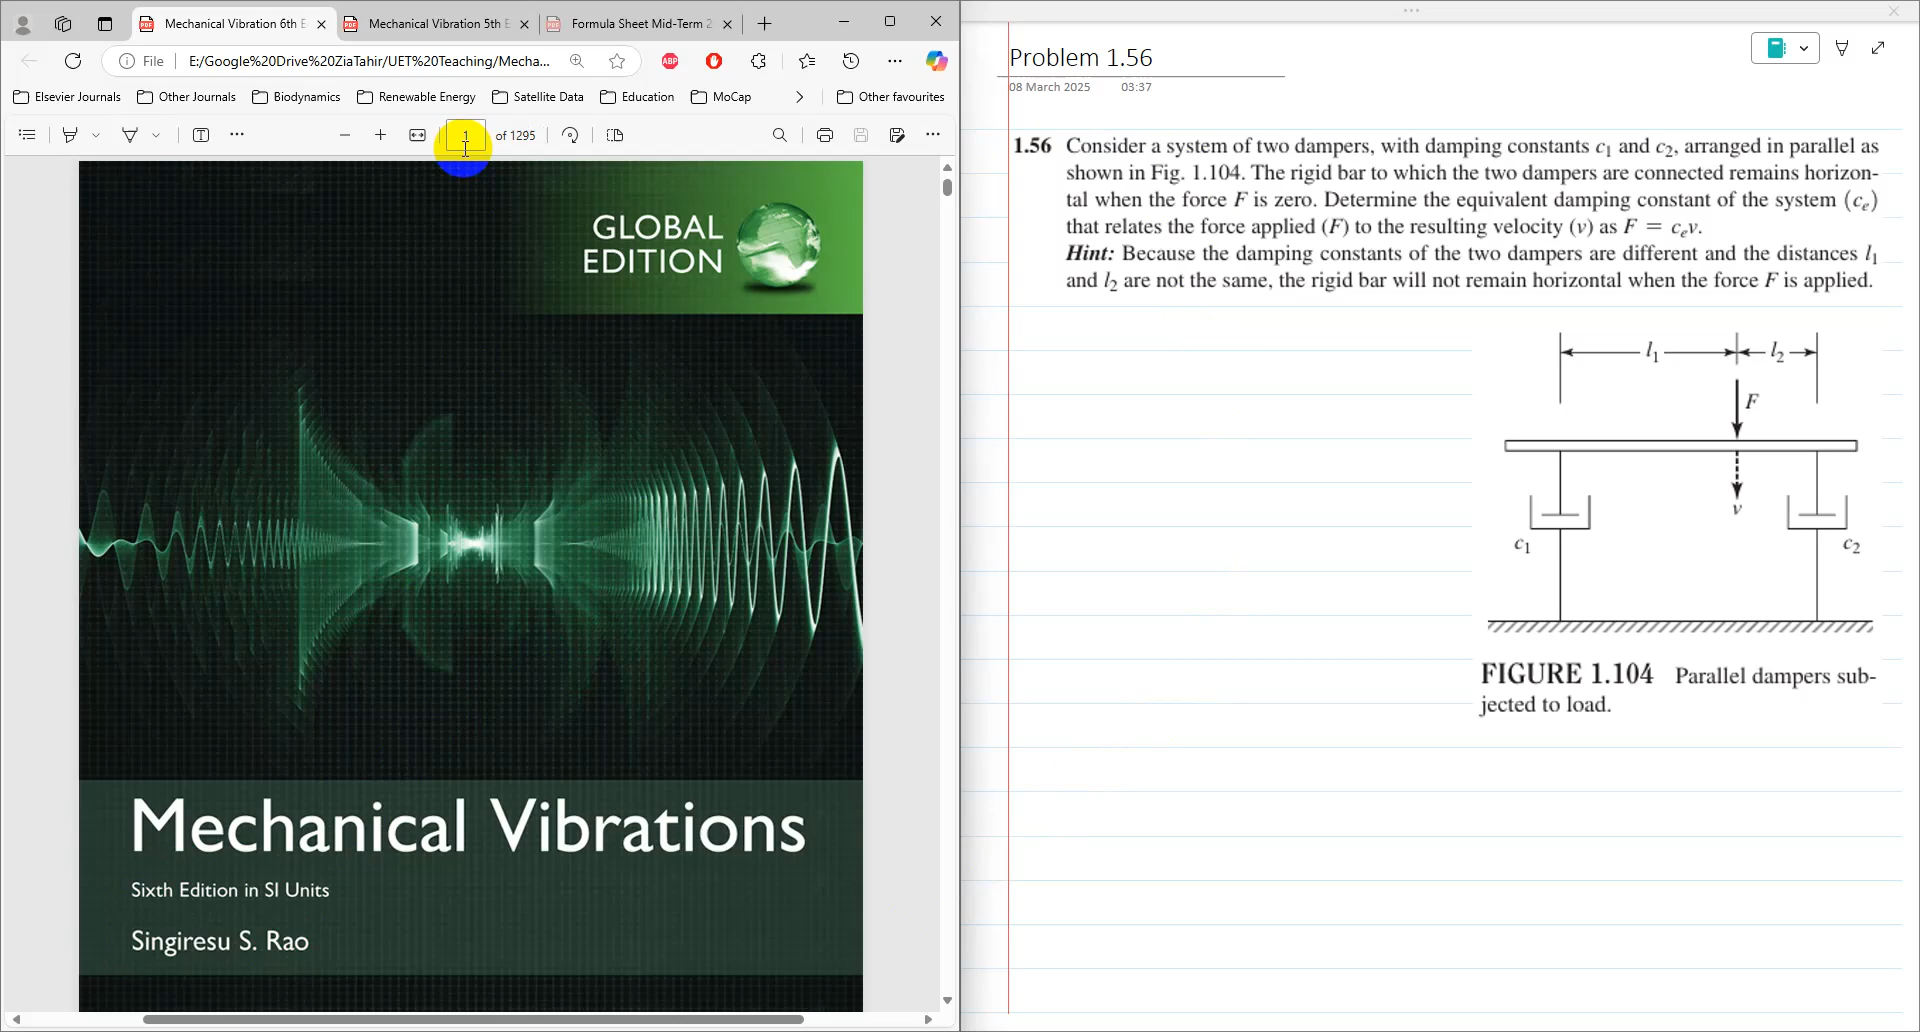 Mechanical Vibration 6th E
Mechanical Vibration 5th E
Formula Sheet Mid-Term 2
File
E:/Google%20Drive%20ZiaTahir/UET%20Teaching/Mecha...
ABP
Elsevier Journals
Other Journals
Biodynamics
Renewable Energy
Satellite Data
Education
MoCap
Other favourites
1 of 1295
GLOBAL
EDITION
Mechanical Vibrations
Sixth Edition in SI Units
Singiresu S. Rao
Problem 1.56
08 March 2025 03:37
1.56 Consider a system of two dampers, with damping constants c₁ and c₂, arranged in parallel as
shown in Fig. 1.104. The rigid bar to which the two dampers are connected remains horizon-
tal when the force F is zero. Determine the equivalent damping constant of the system (cₑ)
that relates the force applied (F) to the resulting velocity (v) as F = cₑv.
Hint: Because the damping constants of the two dampers are different and the distances l₁
and l₂ are not the same, the rigid bar will not remain horizontal when the force F is applied.
l₁ l₂
F
v
c₁ c₂
FIGURE 1.104 Parallel dampers sub-
jected to load.